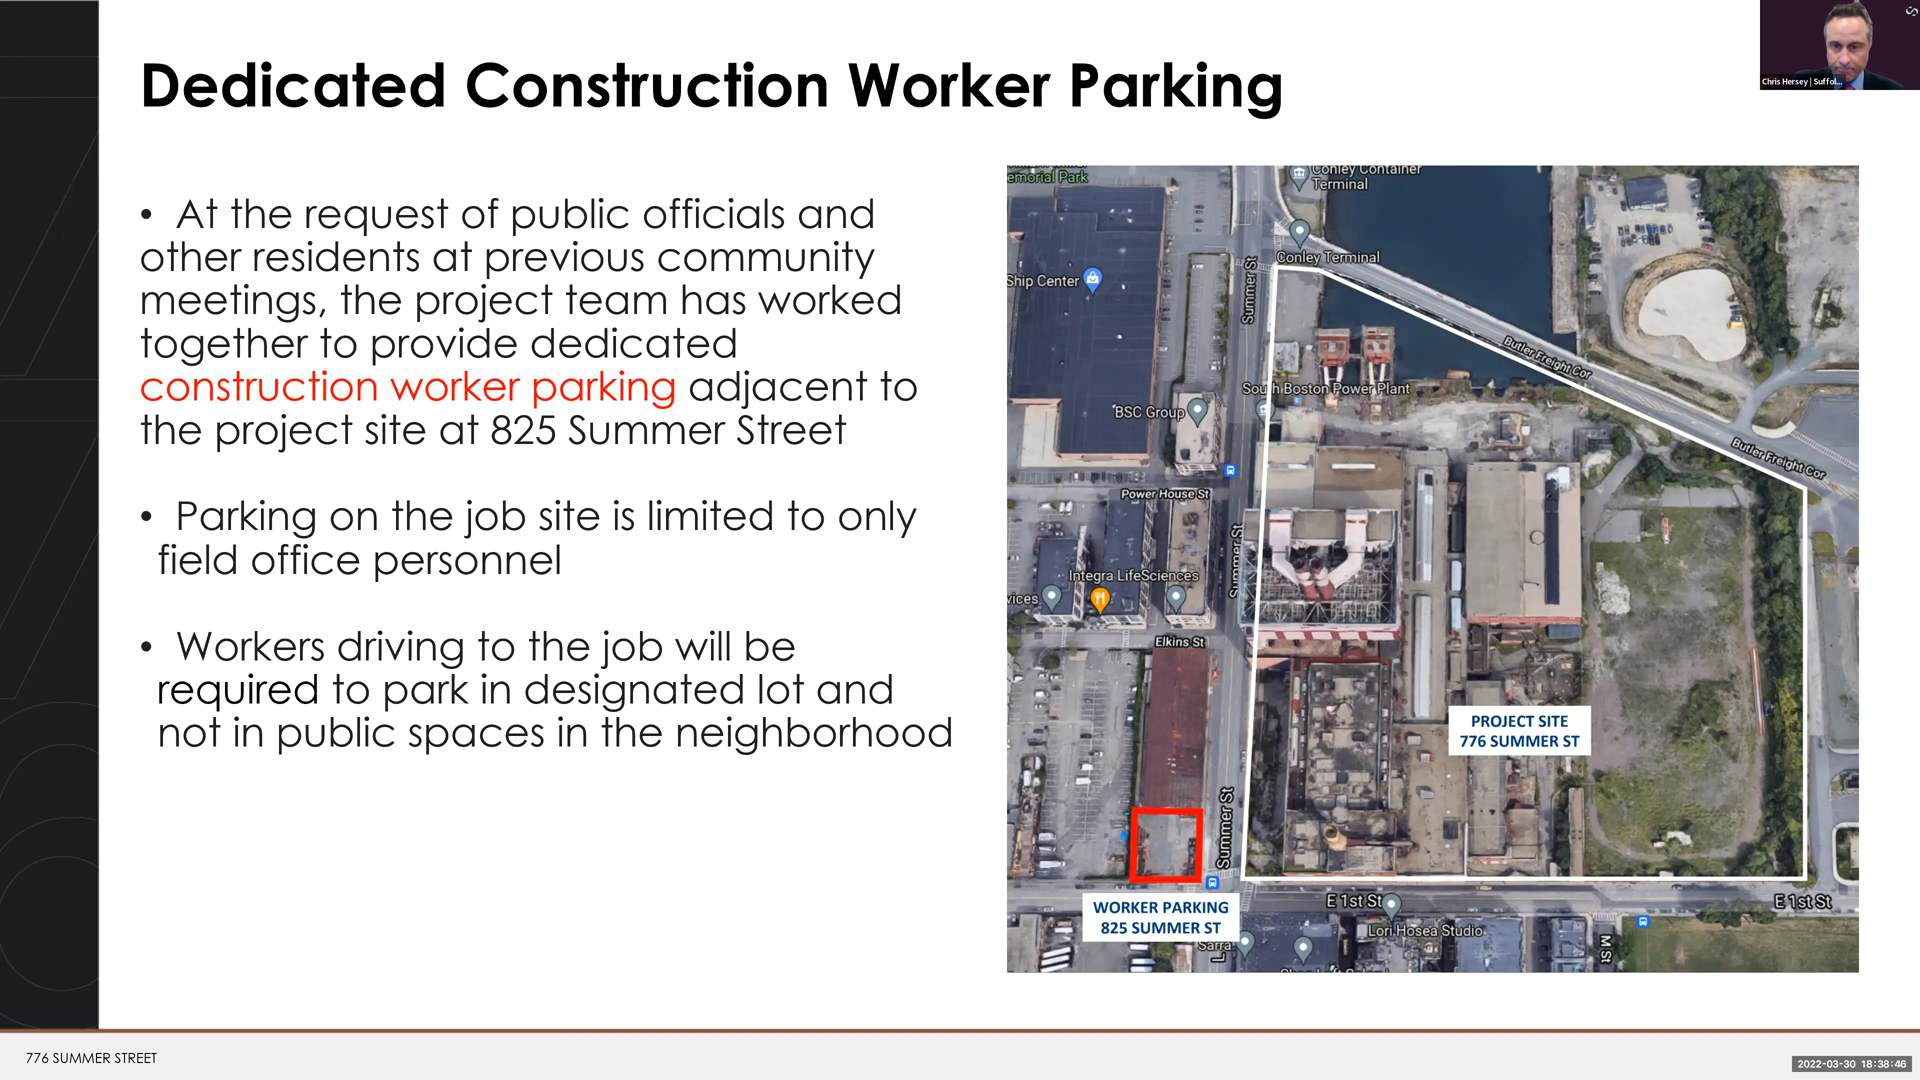 Dedicated Construction Worker Parking
Chris Hersey | Suffol...
• At the request of public officials and
other residents at previous community
meetings, the project team has worked
together to provide dedicated
construction worker parking adjacent to
the project site at 825 Summer Street
• Parking on the job site is limited to only
field office personnel
• Workers driving to the job will be
required to park in designated lot and
not in public spaces in the neighborhood
emorial Park
Conley Container
Terminal
Conley Terminal
Ship Center
Summer St
Butler Freight Cor
South Boston Power Plant
BSC Group
Butler Freight Cor
Power House St
Summer St
Integra LifeSciences
vices
Elkins St
PROJECT SITE
776 SUMMER ST
Summer St
WORKER PARKING
825 SUMMER ST
E 1st St
E 1st St
Lori Hosea Studio
Sarra
L
M St
776 SUMMER STREET
2022-03-30 18:38:46